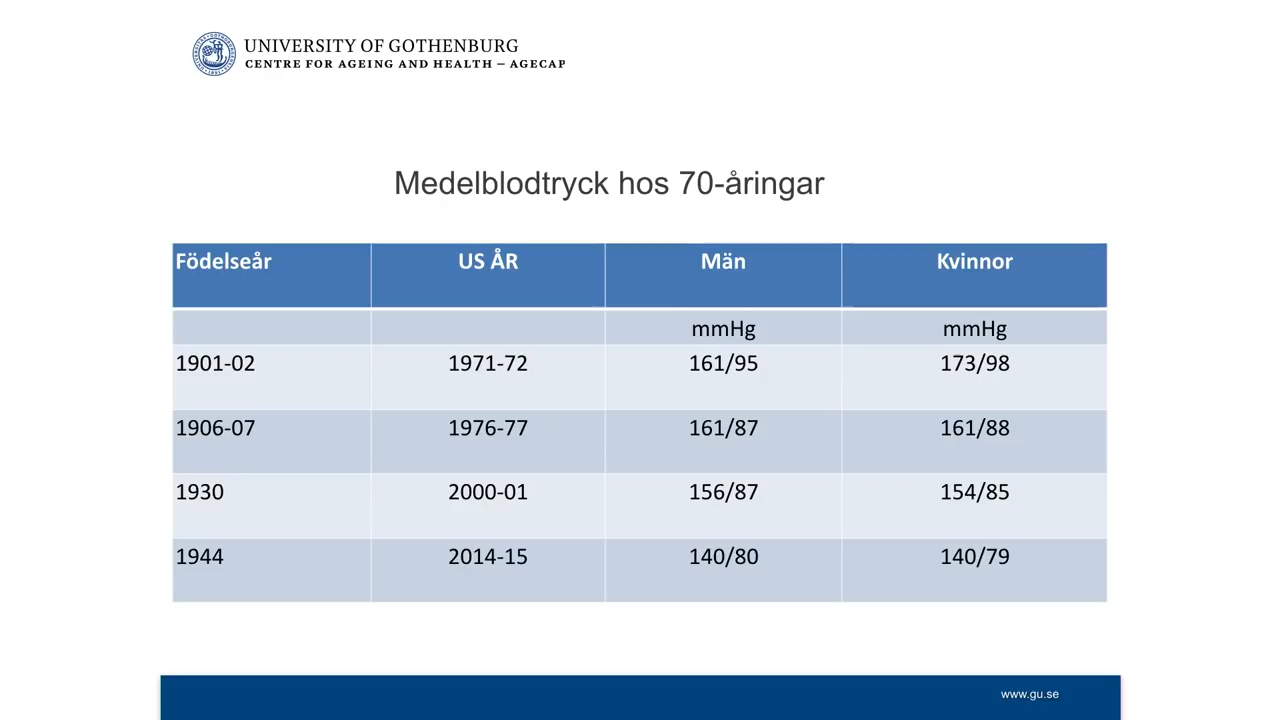 UNIVERSITY OF GOTHENBURG
CENTRE FOR AGEING AND HEALTH – AGECAP
Medelblodtryck hos 70-åringar
Födelseår US ÅR Män Kvinnor
mmHg mmHg
1901-02 1971-72 161/95 173/98
1906-07 1976-77 161/87 161/88
1930 2000-01 156/87 154/85
1944 2014-15 140/80 140/79
www.gu.se